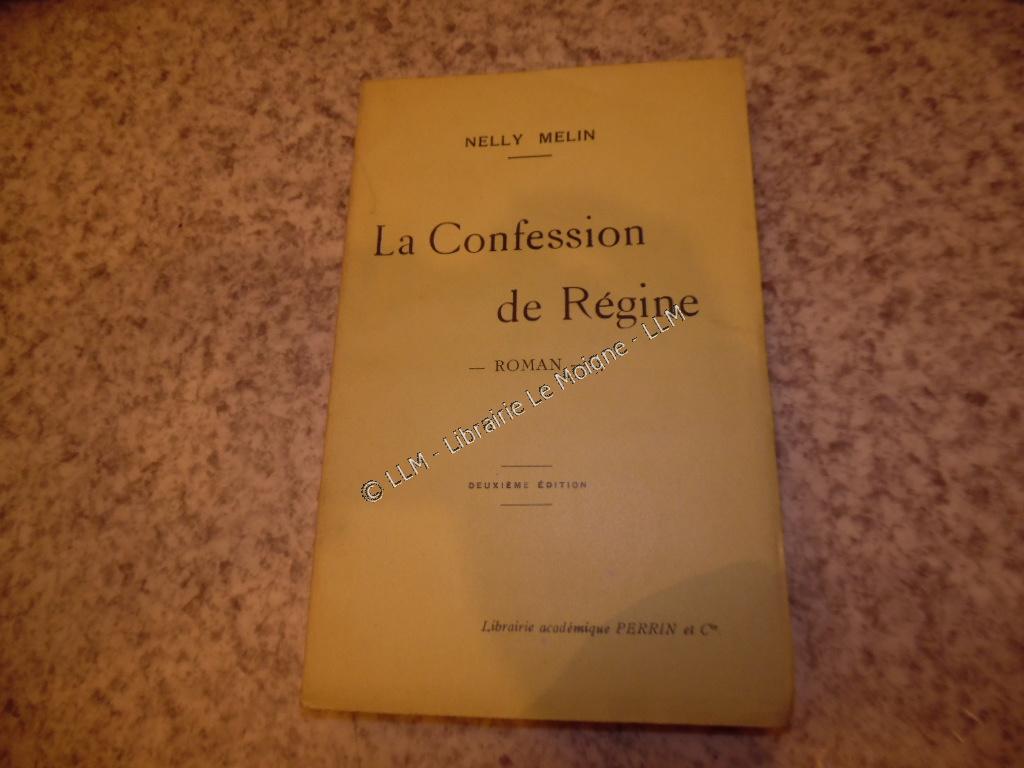 NELLY MELIN
La Confession
de Régine
— ROMAN —
© LLM - Librairie Le Moigne - LLM
DEUXIÈME ÉDITION
Librairie académique PERRIN et Cie.